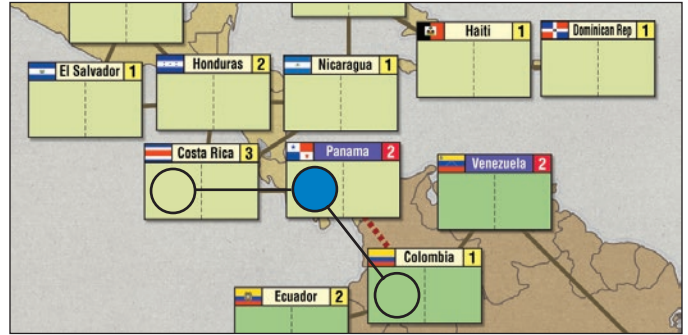 Haiti 1
Dominican Rep 1
El Salvador 1
Honduras 2
Nicaragua 1
Costa Rica 3
Panama 2
Venezuela 2
Colombia 1
Ecuador 2